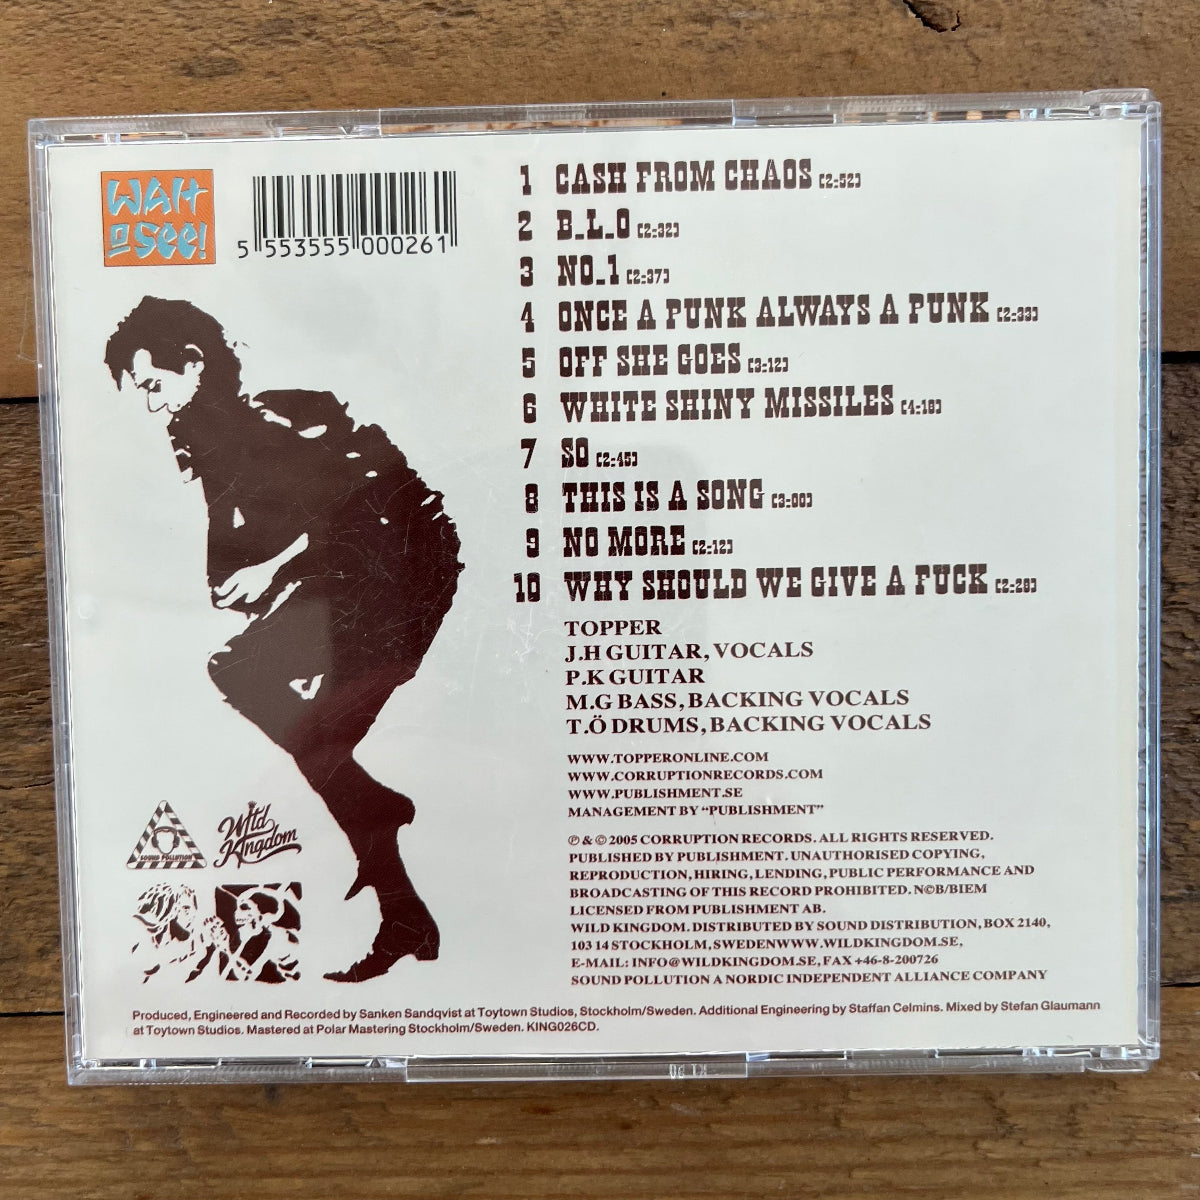 WAH
O
SEE!
5 553555 000261
1 CASH FROM CHAOS [2:52]
2 B.L.O [2:32]
3 NO.1 [2:37]
4 ONCE A PUNK ALWAYS A PUNK [2:33]
5 OFF SHE GOES [3:12]
6 WHITE SHINY MISSILES [4:18]
7 SO [2:45]
8 THIS IS A SONG [3:00]
9 NO MORE [2:12]
10 WHY SHOULD WE GIVE A FUCK [2:28]
TOPPER
J.H GUITAR, VOCALS
P.K GUITAR
M.G BASS, BACKING VOCALS
T.Ö DRUMS, BACKING VOCALS
WWW.TOPPERONLINE.COM
WWW.CORRUPTIONRECORDS.COM
WWW.PUBLISHMENT.SE
MANAGEMENT BY “PUBLISHMENT”
℗ & © 2005 CORRUPTION RECORDS. ALL RIGHTS RESERVED.
PUBLISHED BY PUBLISHMENT. UNAUTHORISED COPYING,
REPRODUCTION, HIRING, LENDING, PUBLIC PERFORMANCE AND
BROADCASTING OF THIS RECORD PROHIBITED. N©B/BIEM
LICENSED FROM PUBLISHMENT AB.
WILD KINGDOM. DISTRIBUTED BY SOUND DISTRIBUTION, BOX 2140,
103 14 STOCKHOLM, SWEDENWWW.WILDKINGDOM.SE,
E-MAIL: INFO@WILDKINGDOM.SE, FAX +46-8-200726
SOUND POLLUTION A NORDIC INDEPENDENT ALLIANCE COMPANY
SOUND POLLUTION
Wild
Kingdom
Produced, Engineered and Recorded by Sanken Sandqvist at Toytown Studios, Stockholm/Sweden. Additional Engineering by Staffan Celmins. Mixed by Stefan Glaumann
at Toytown Studios. Mastered at Polar Mastering Stockholm/Sweden. KING026CD.